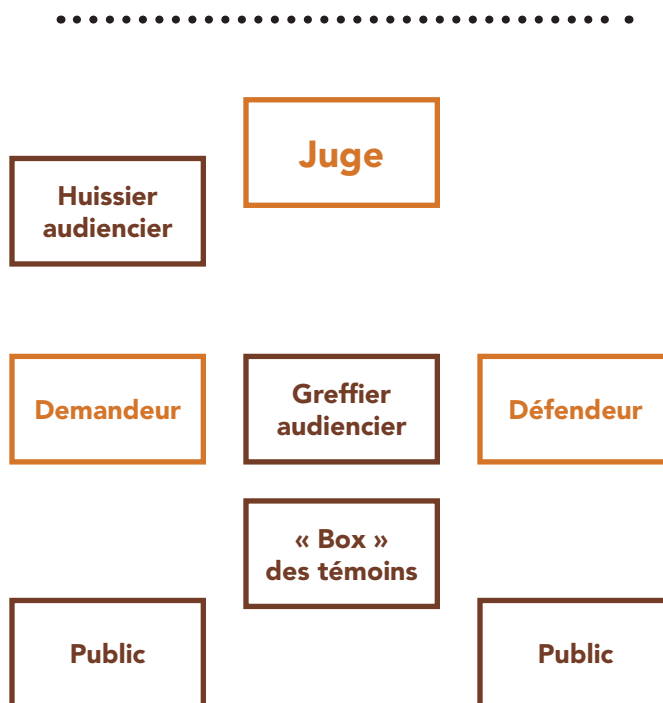 Juge
Huissier
audiencier
Demandeur
Greffier
audiencier
Défendeur
« Box »
des témoins
Public
Public